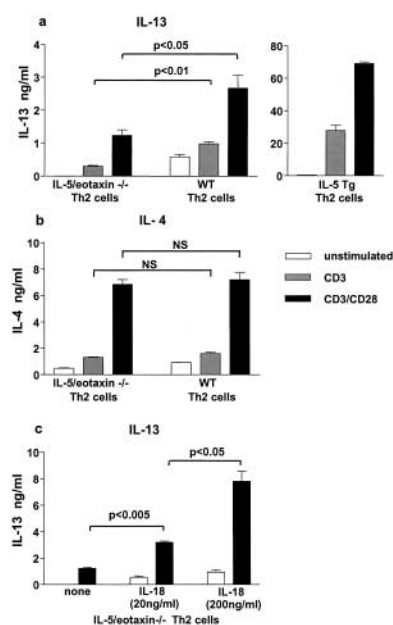 a IL-13
IL-13 ng/ml
4
3
2
1
0
p<0.05
p<0.01
IL-5/eotaxin -/-
Th2 cells
WT
Th2 cells
80
60
40
20
0
IL-5 Tg
Th2 cells
b IL- 4
IL-4 ng/ml
10
8
6
4
2
0
NS
NS
IL-5/eotaxin -/-
Th2 cells
WT
Th2 cells
unstimulated
CD3
CD3/CD28
c IL-13
IL-13 ng/ml
10
8
6
4
2
0
p<0.05
p<0.005
none
IL-18
(20ng/ml)
IL-18
(200ng/ml)
IL-5/eotaxin-/- Th2 cells